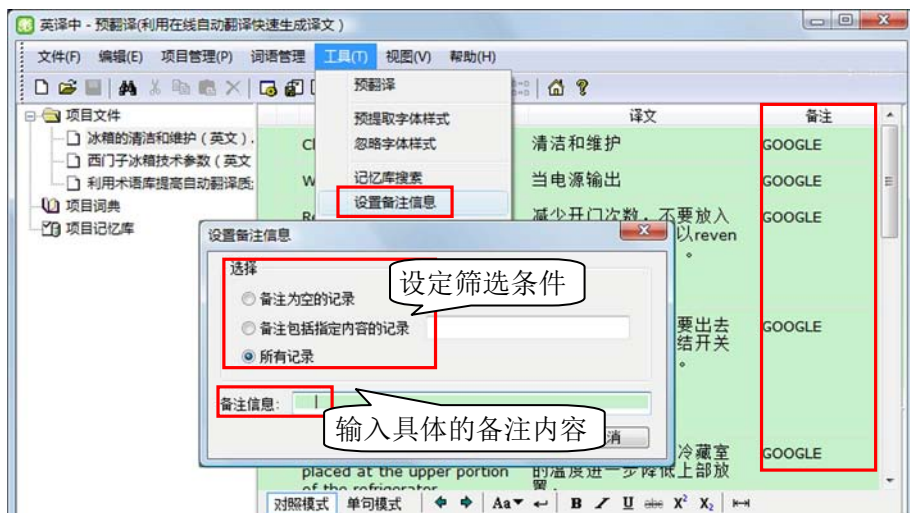 英译中 - 预翻译(利用在线自动翻译快速生成译文)
文件(F) 编辑(E) 项目管理(P) 词语管理 工具(T) 视图(V) 帮助(H)
预翻译
预提取字体样式
忽略字体样式
记忆库搜索
设置备注信息
项目文件
冰箱的清洁和维护(英文).
西门子冰箱技术参数(英文
利用术语库提高自动翻译质
项目词典
项目记忆库
译文 备注
Cl 清洁和维护 GOOGLE
W 当电源输出 GOOGLE
Re 减少开门次数，不要放入 GOOGLE
以reven
。
要出去 GOOGLE
结开关
。
冷藏室 GOOGLE
placed at the upper portion 的温度进一步降低上部放
of the refrigerator 置.
设置备注信息
选择
备注为空的记录
备注包括指定内容的记录
所有记录
备注信息:
消
设定筛选条件
输入具体的备注内容
对照模式 单句模式 Aa B I U abc X² X₂